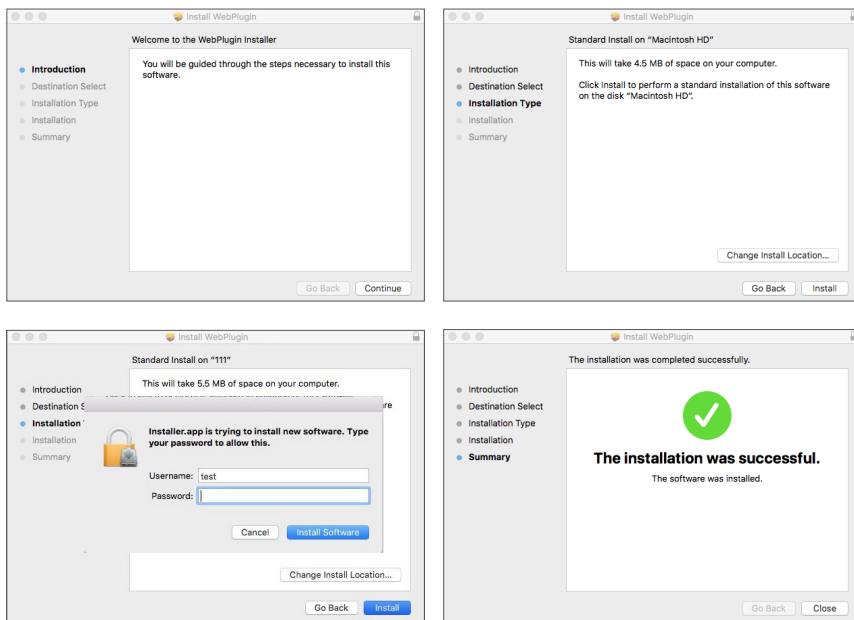 Install WebPlugin
Welcome to the WebPlugin Installer
Introduction
Destination Select
Installation Type
Installation
Summary
You will be guided through the steps necessary to install this
software.
Go Back
Continue
Install WebPlugin
Standard Install on “Macintosh HD”
Introduction
Destination Select
Installation Type
Installation
Summary
This will take 4.5 MB of space on your computer.
Click Install to perform a standard installation of this software
on the disk “Macintosh HD”.
Change Install Location...
Go Back
Install
Install WebPlugin
Standard Install on “111”
Introduction
Destination S
Installation
Installation
Summary
This will take 5.5 MB of space on your computer.
re
Installer.app is trying to install new software. Type
your password to allow this.
Username: test
Password:
Cancel
Install Software
Change Install Location...
Go Back
Install
Install WebPlugin
The installation was completed successfully.
Introduction
Destination Select
Installation Type
Installation
Summary
The installation was successful.
The software was installed.
Go Back
Close